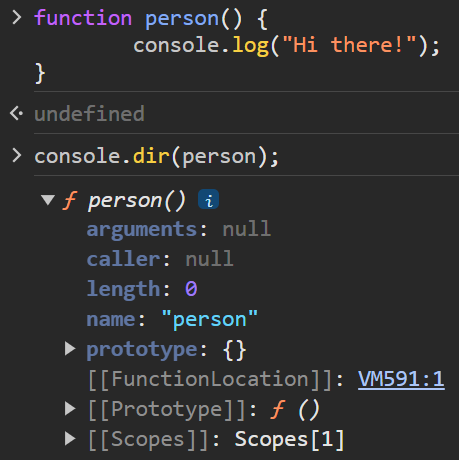 > function person() {
console.log("Hi there!");
}
undefined
> console.dir(person);
▼ ƒ person() i
arguments: null
caller: null
length: 0
name: "person"
▶ prototype: {}
[[FunctionLocation]]: VM591:1
▶ [[Prototype]]: ƒ ()
▶ [[Scopes]]: Scopes[1]